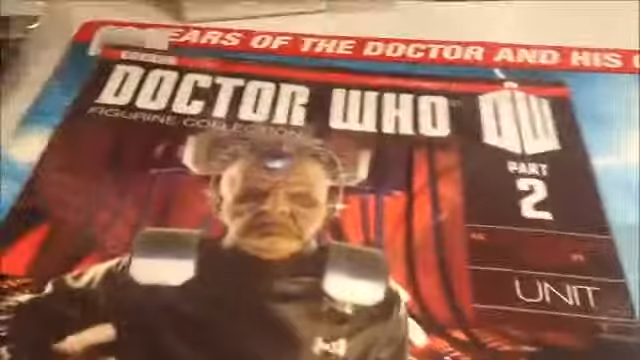 EARS OF THE DOCTOR AND HIS
DOCTOR WHO
FIGURINE COLLECTION
DW
PART
2
UNIT